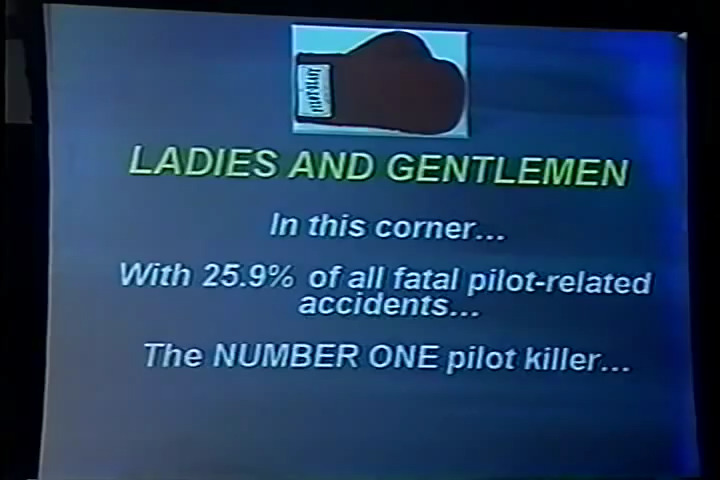 LADIES AND GENTLEMEN
In this corner...
With 25.9% of all fatal pilot-related
accidents...
The NUMBER ONE pilot killer...